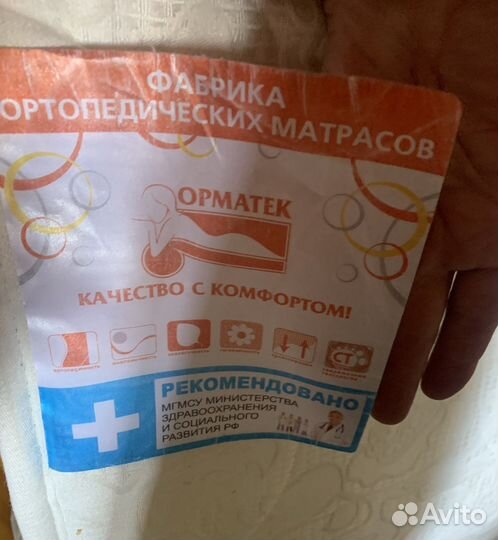 ФАБРИКА
ОРТОПЕДИЧЕСКИХ МАТРАСОВ
ОРМАТЕК
КАЧЕСТВО С КОМФОРТОМ!
СТ
РЕКОМЕНДОВАНО
МГМСУ МИНИСТЕРСТВА
ЗДРАВООХРАНЕНИЯ
И СОЦИАЛЬНОГО
РАЗВИТИЯ РФ
Avito